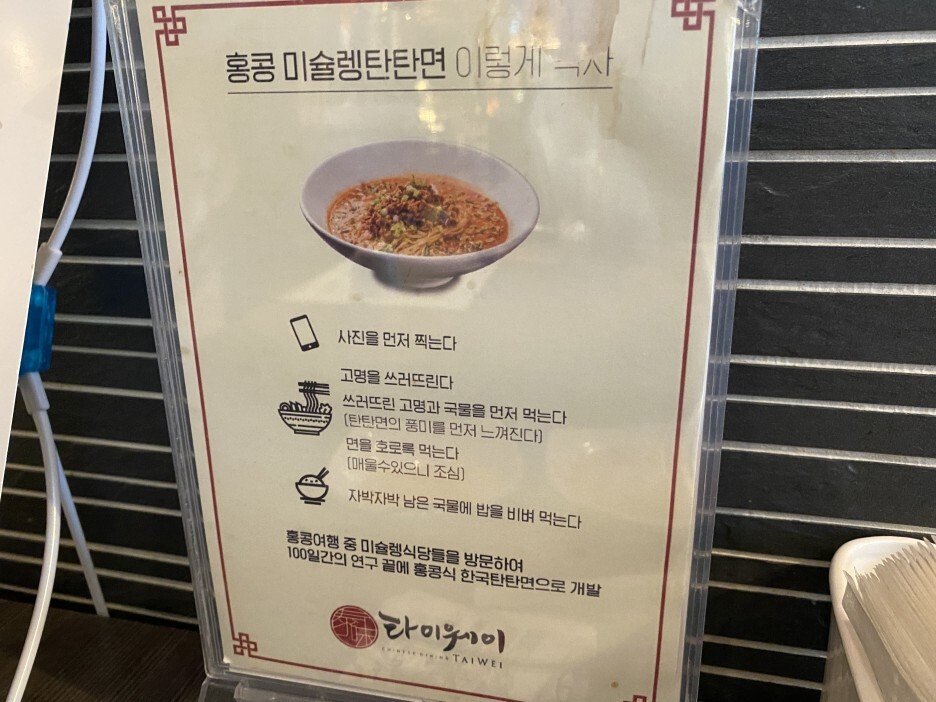 홍콩 미슐렝탄탄면 이렇게
사진을 먼저 찍는다
고명을 쓰러뜨린다
쓰러뜨린 고명과 국물을 먼저 먹는다
(탄탄면의 풍미를 먼저 느껴진다)
면을 호로록 먹는다
(매울수있으니 조심)
자박자박 남은 국물에 밥을 비벼 먹는다
홍콩여행 중 미슐렝식당들을 방문하여
100일간의 연구 끝에 홍콩식 한국탄탄면으로 개발
타이웨이
CHINESE DINING TAIWEI